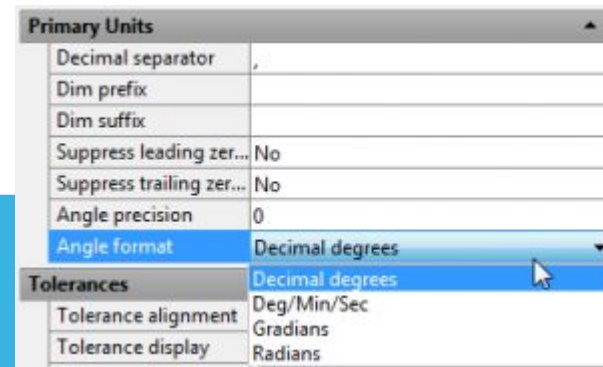 Primary Units
Decimal separator ,
Dim prefix
Dim suffix
Suppress leading zer... No
Suppress trailing zer... No
Angle precision 0
Angle format Decimal degrees
Decimal degrees
Deg/Min/Sec
Gradians
Radians
Tolerances
Tolerance alignment
Tolerance display